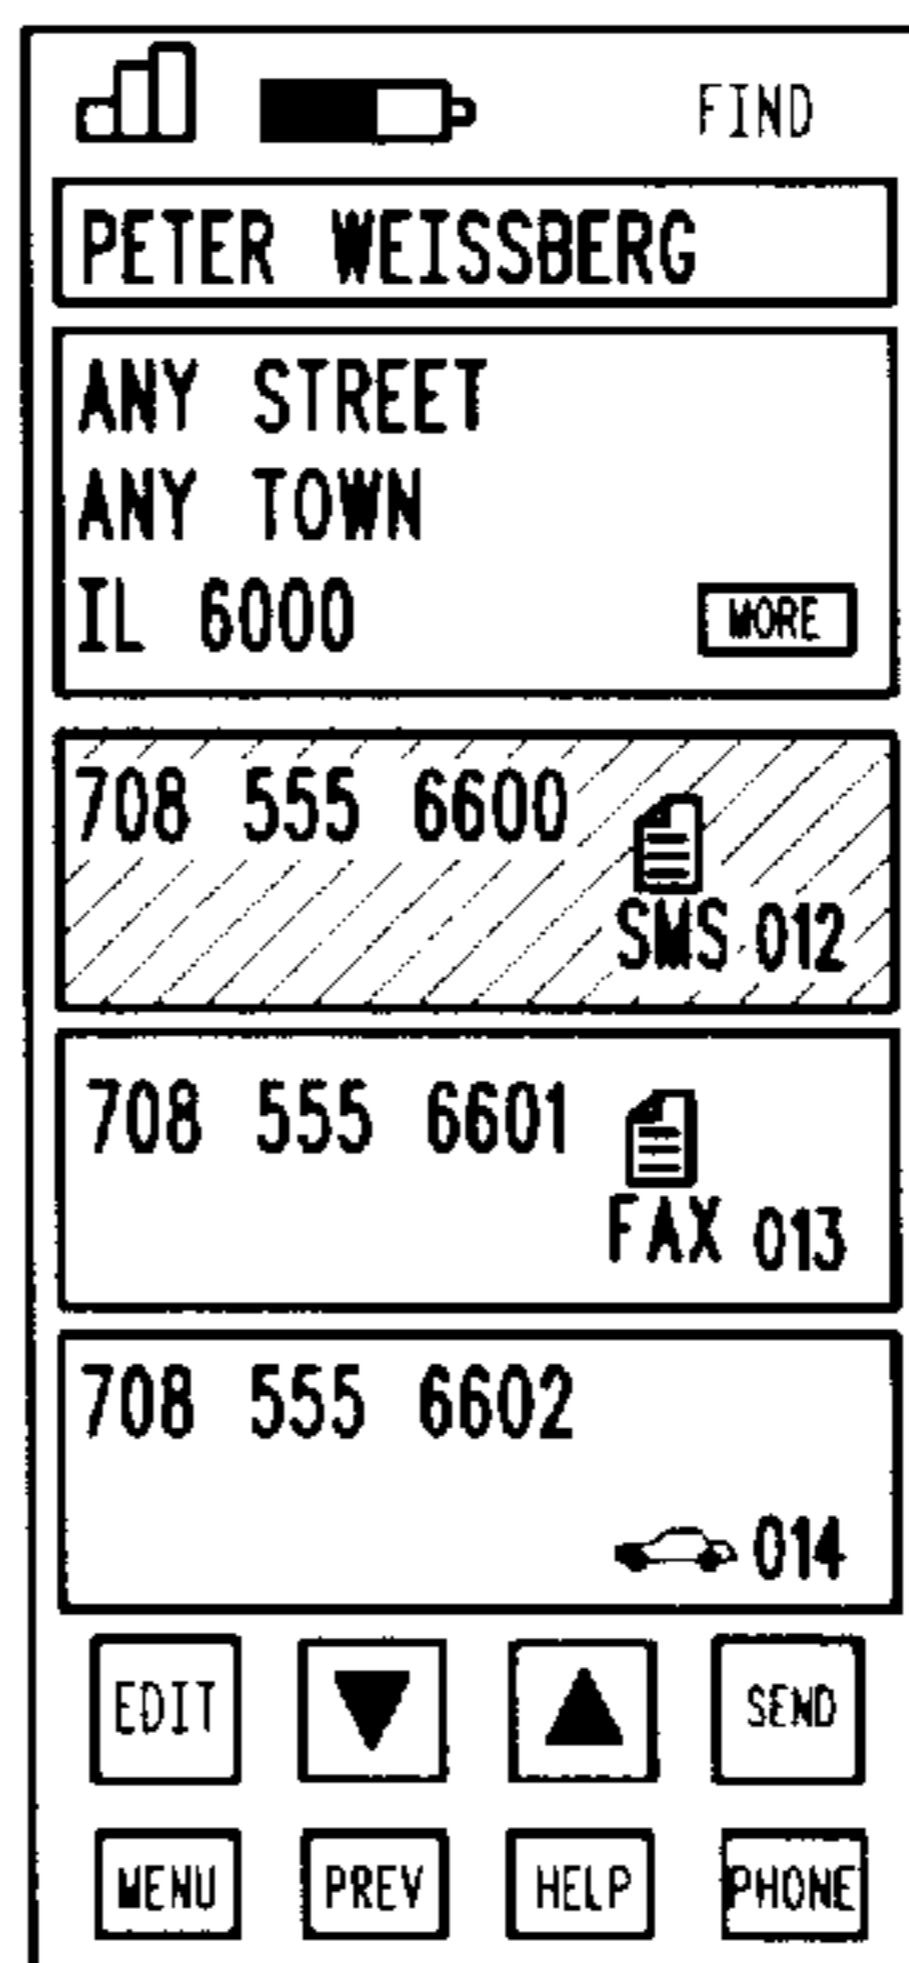 FIND
PETER WEISSBERG
ANY STREET
ANY TOWN
IL 6000
MORE
708 555 6600
SMS 012
708 555 6601
FAX 013
708 555 6602
014
EDIT
SEND
MENU
PREV
HELP
PHONE